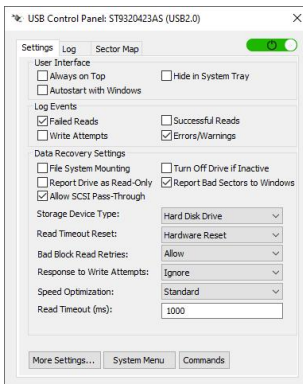 USB Control Panel: ST9320423AS (USB2.0)
Settings Log Sector Map
User Interface
Always on Top Hide in System Tray
Autostart with Windows
Log Events
Failed Reads Successful Reads
Write Attempts Errors/Warnings
Data Recovery Settings
File System Mounting Turn Off Drive if Inactive
Report Drive as Read-Only Report Bad Sectors to Windows
Allow SCSI Pass-Through
Storage Device Type: Hard Disk Drive
Read Timeout Reset: Hardware Reset
Bad Block Read Retries: Allow
Response to Write Attempts: Ignore
Speed Optimization: Standard
Read Timeout (ms): 1000
More Settings... System Menu Commands